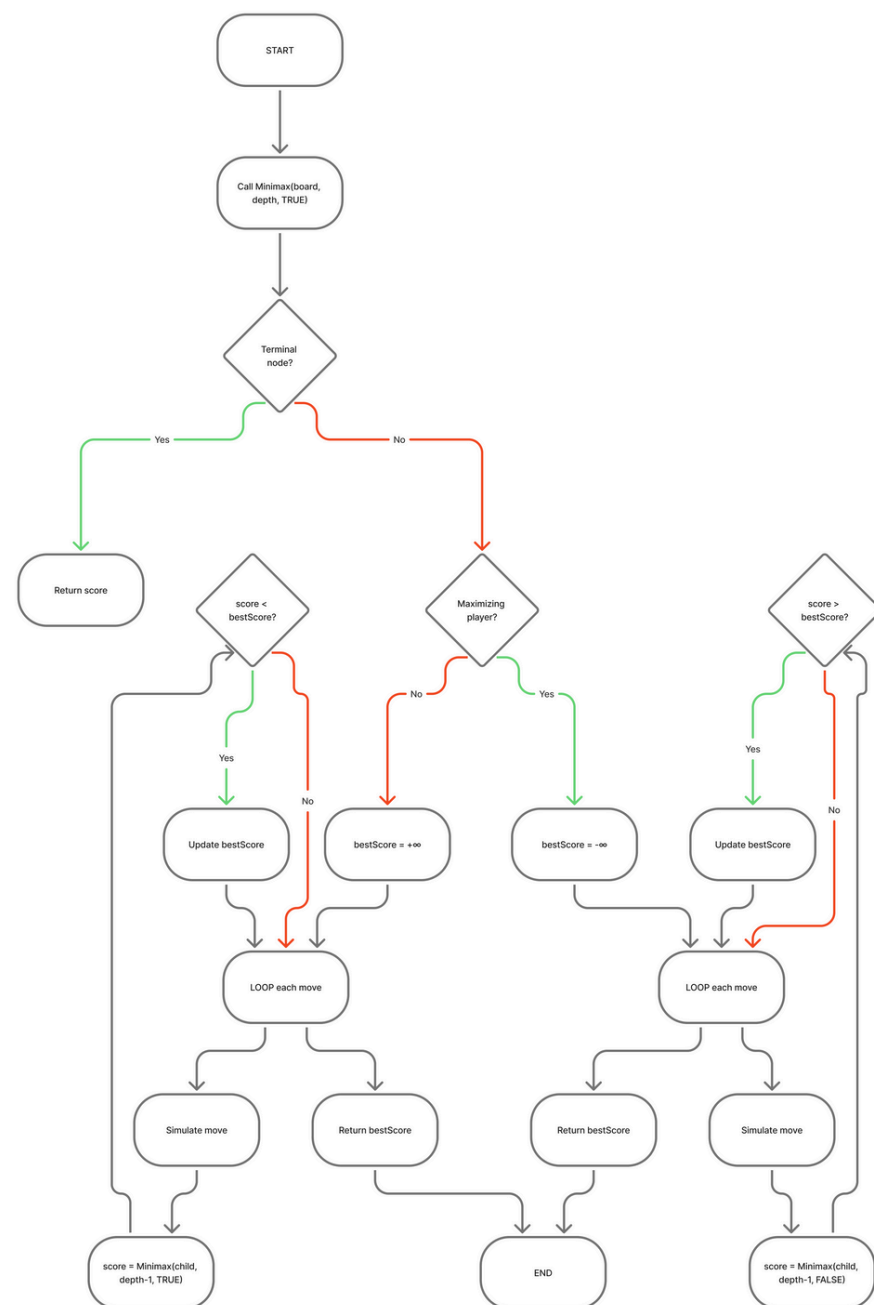 START
Call Minimax(board,
depth, TRUE)
Terminal
node?
Yes
No
Return score
score <
bestScore?
Maximizing
player?
score >
bestScore?
No
Yes
Yes
Yes
No
No
Update bestScore
bestScore = +∞
bestScore = -∞
Update bestScore
LOOP each move
LOOP each move
Simulate move
Return bestScore
Return bestScore
Simulate move
score = Minimax(child,
depth-1, TRUE)
END
score = Minimax(child,
depth-1, FALSE)